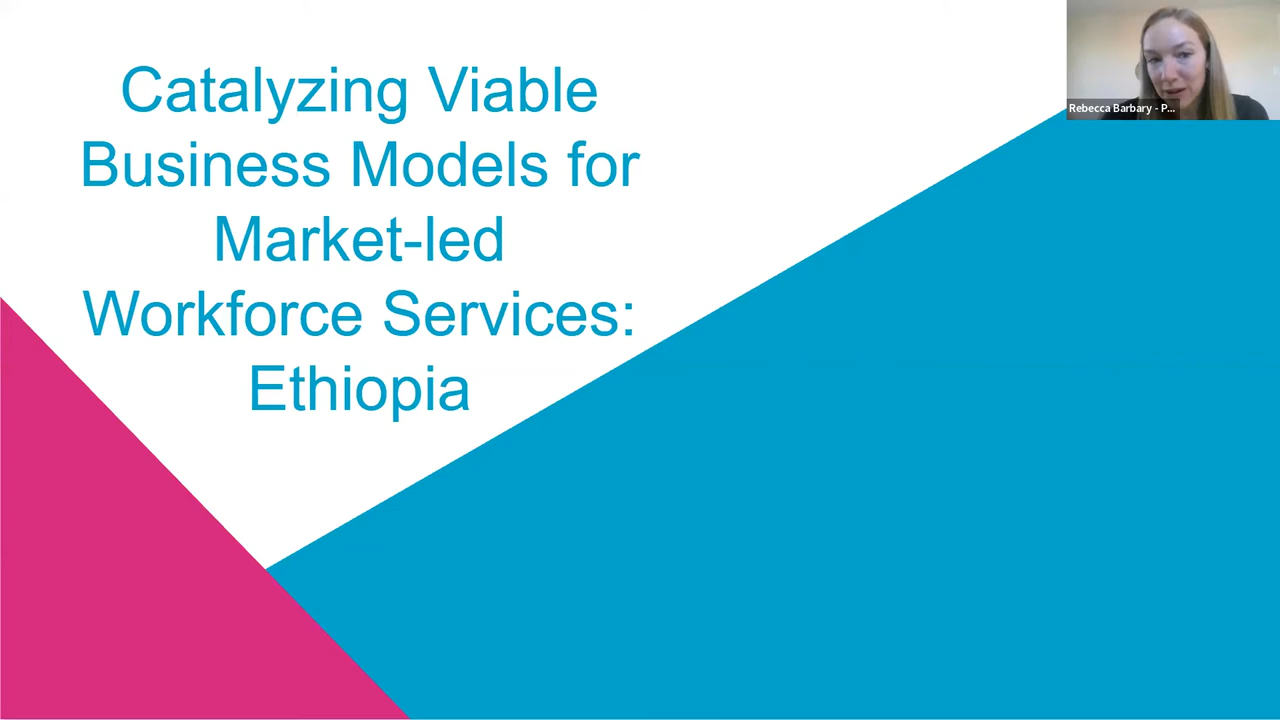 Catalyzing Viable
Business Models for
Market-led
Workforce Services:
Ethiopia
Rebecca Barbary - P...